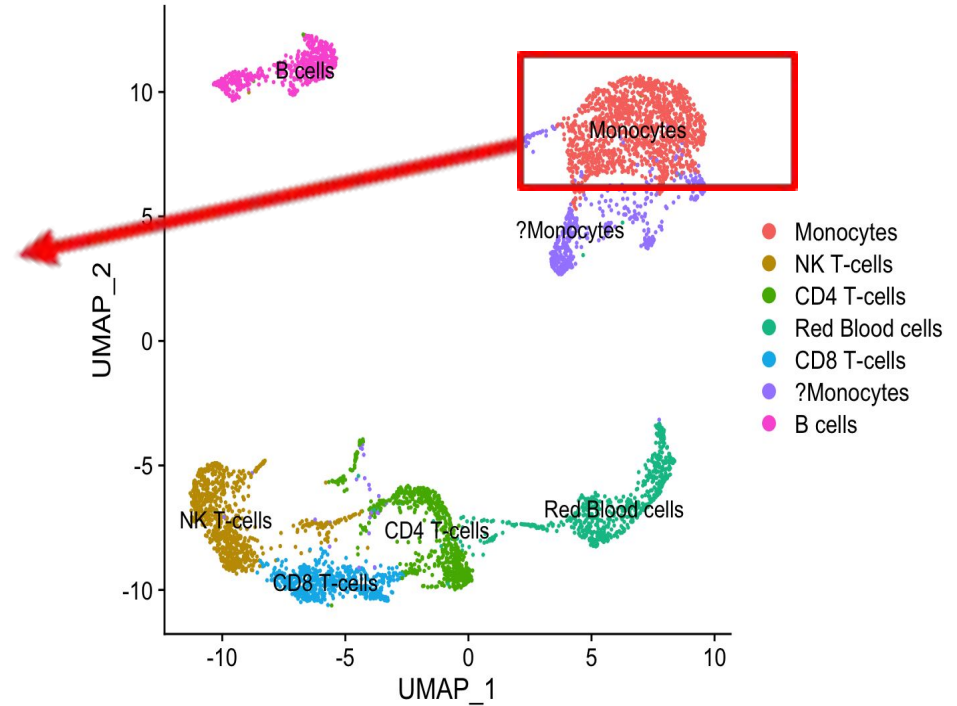 B cells
10
Monocytes
5
?Monocytes
Monocytes
NK T-cells
CD4 T-cells
Red Blood cells
CD8 T-cells
?Monocytes
B cells
UMAP_2
0
-5
NK T-cells
CD4 T-cells
Red Blood cells
CD8 T-cells
-10
-10 -5 0 5 10
UMAP_1